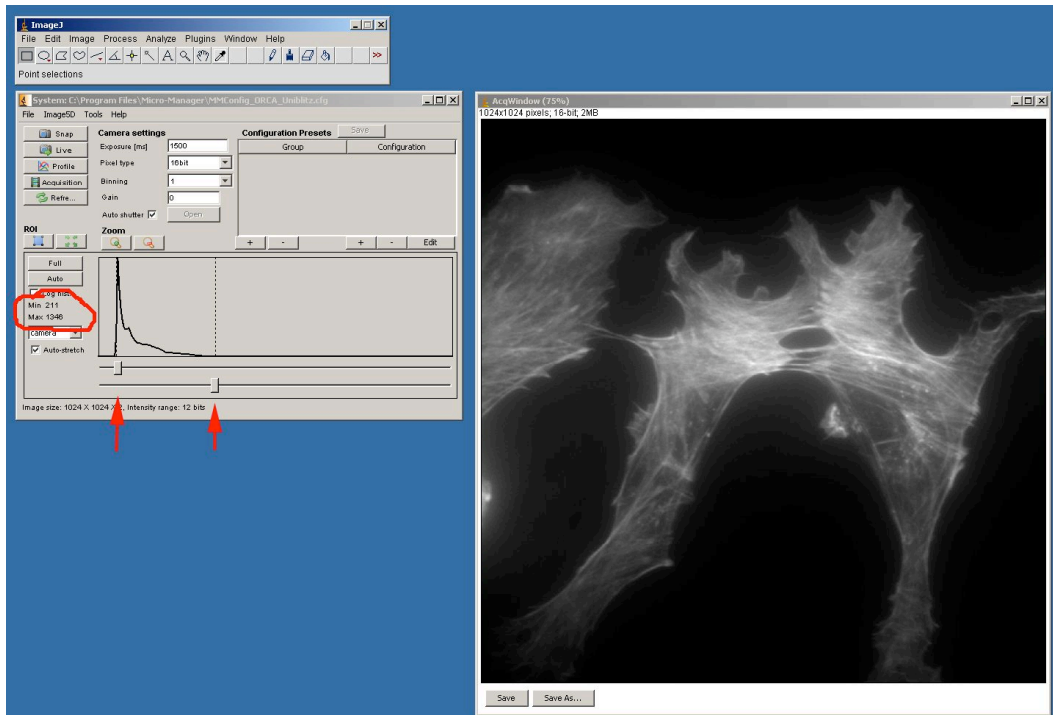 ImageJ
File Edit Image Process Analyze Plugins Window Help
A
>>
Point selections
System: C:\Program Files\Micro-Manager\MMConfig_ORCA_Uniblitz.cfg
File Image5D Tools Help
Snap
Live
Profile
Acquisition
Refre...
Camera settings
Exposure [ms] 1500
Pixel type 16bit
Binning 1
Gain 0
Auto shutter Open
Configuration Presets Save
Group Configuration
ROI
Zoom
+ - + - Edit
Full
Auto
Min 211
Max 1346
camera
Auto-stretch
Image size: 1024 X 1024 X 2, Intensity range: 12 bits
AcqWindow (75%)
1024x1024 pixels; 16-bit; 2MB
Save Save As...